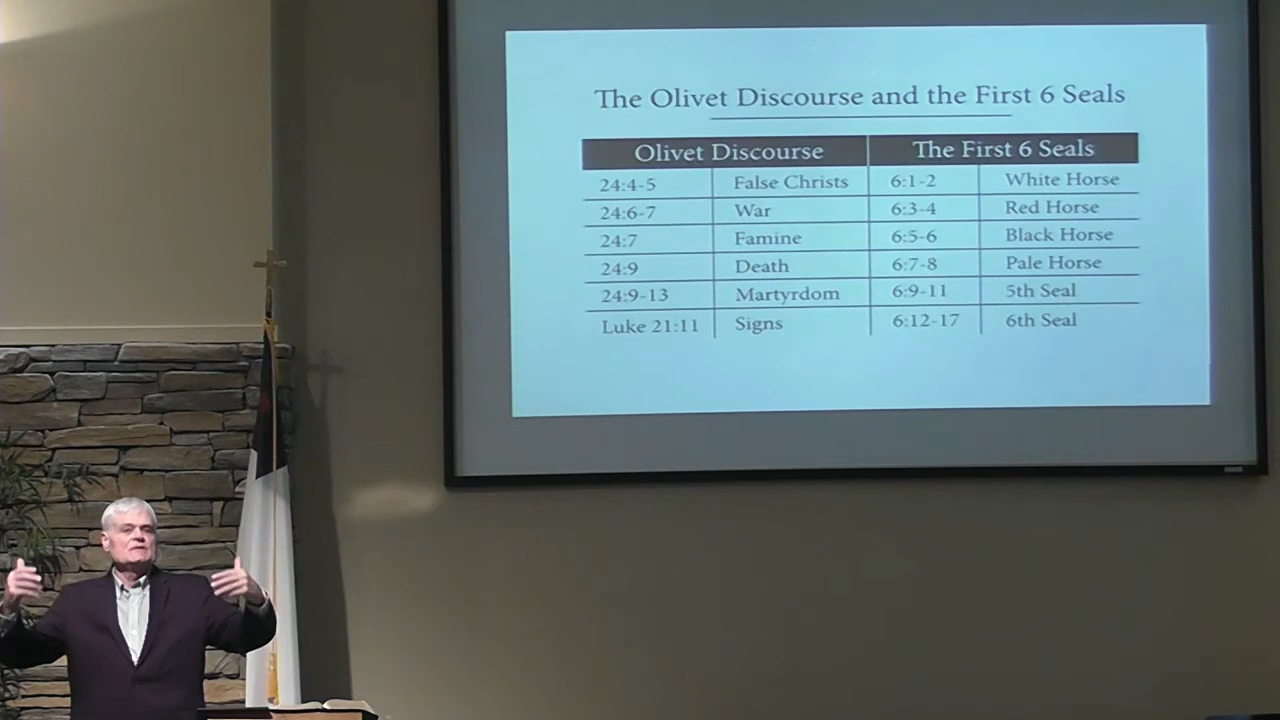 The Olivet Discourse and the First 6 Seals
Olivet Discourse The First 6 Seals
24:4-5 False Christs 6:1-2 White Horse
24:6-7 War 6:3-4 Red Horse
24:7 Famine 6:5-6 Black Horse
24:9 Death 6:7-8 Pale Horse
24:9-13 Martyrdom 6:9-11 5th Seal
Luke 21:11 Signs 6:12-17 6th Seal